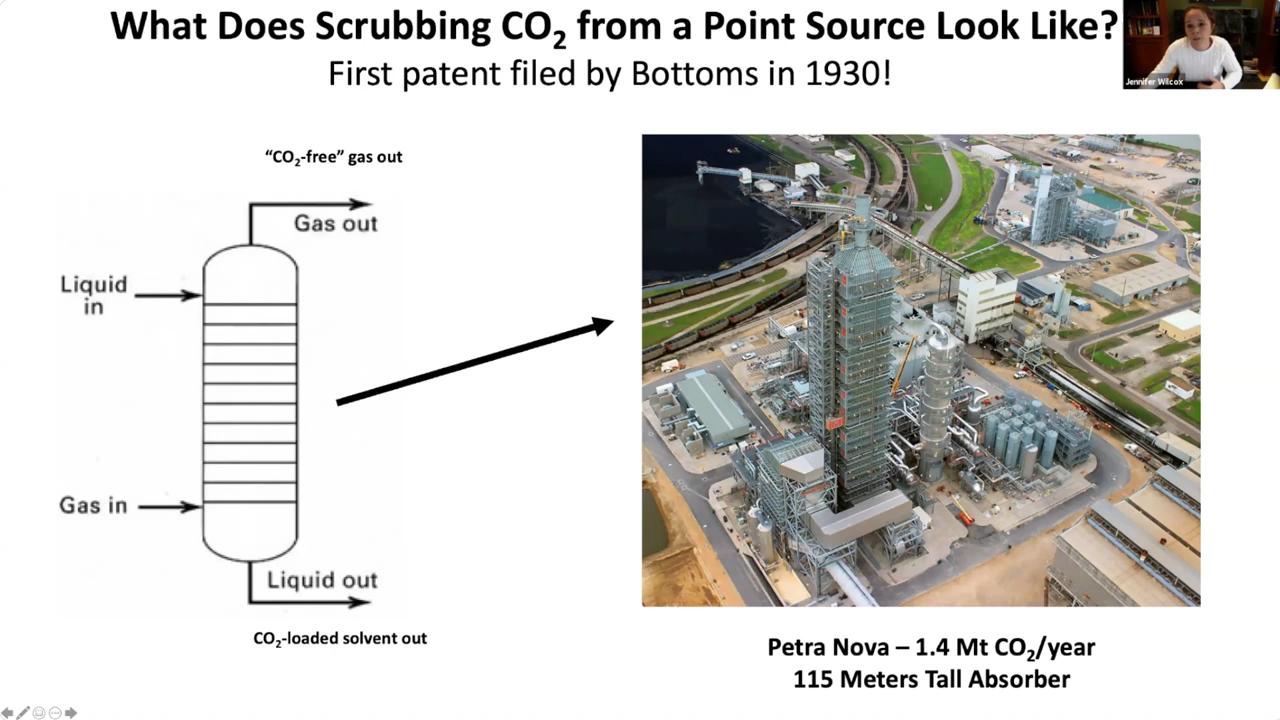 What Does Scrubbing CO₂ from a Point Source Look Like?
First patent filed by Bottoms in 1930!
Jennifer Wilcox
“CO₂-free” gas out
Gas out
Liquid
in
Gas in
Liquid out
CO₂-loaded solvent out
Petra Nova – 1.4 Mt CO₂/year
115 Meters Tall Absorber